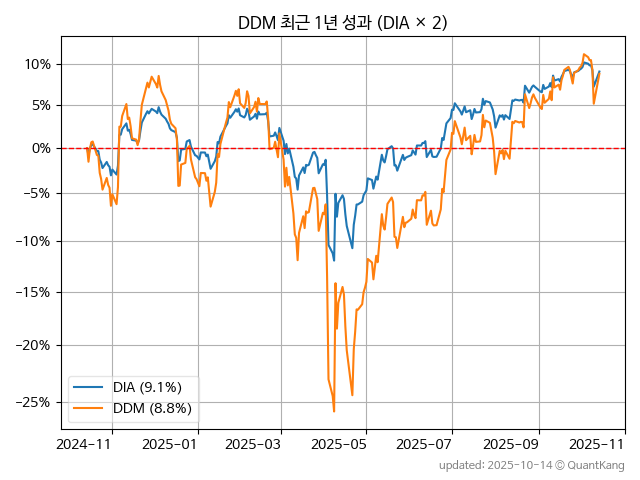 DDM 최근 1년 성과 (DIA × 2)
10%
5%
0%
−5%
−10%
−15%
−20%
−25%
DIA (9.1%)
DDM (8.8%)
2024-11 2025-01 2025-03 2025-05 2025-07 2025-09 2025-11
updated: 2025-10-14 ⓒ QuantKang